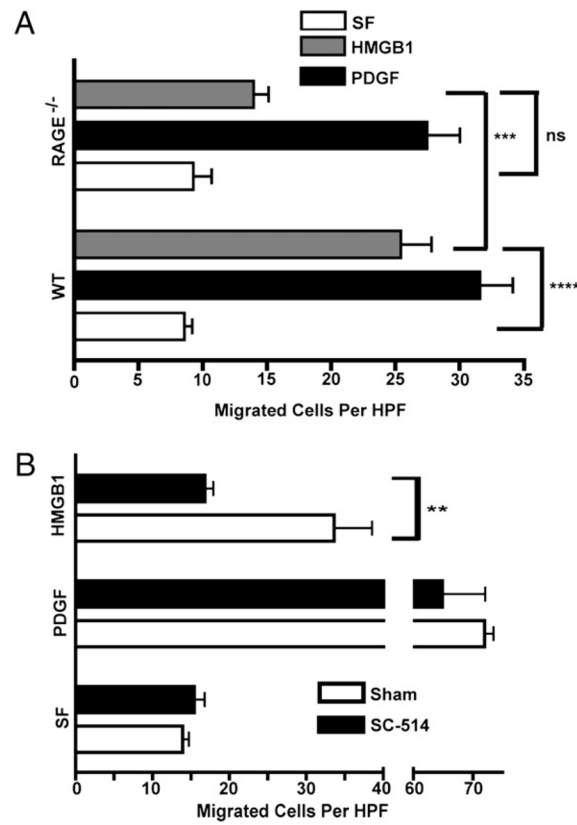 A
SF
HMGB1
PDGF
RAGE -/-
WT
***
ns
****
0 5 10 15 20 25 30 35
Migrated Cells Per HPF
B
HMGB1
PDGF
SF
**
Sham
SC-514
0 10 20 30 40 60 70
Migrated Cells Per HPF